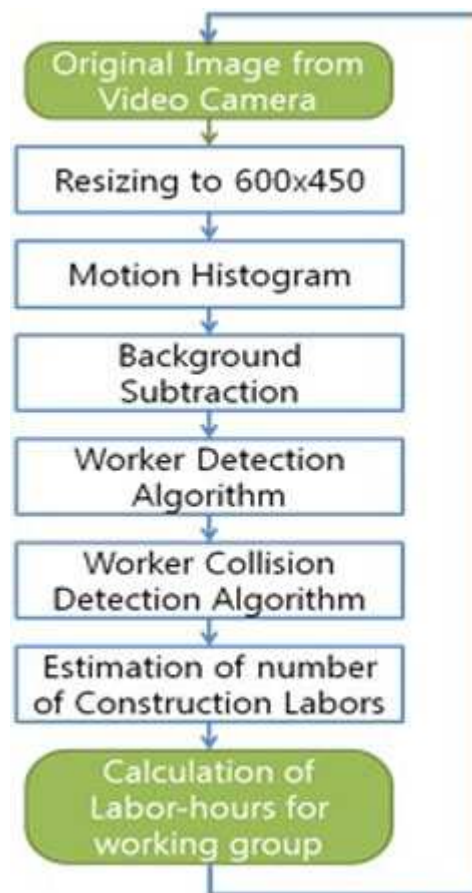 Original Image from
Video Camera
Resizing to 600x450
Motion Histogram
Background
Subtraction
Worker Detection
Algorithm
Worker Collision
Detection Algorithm
Estimation of number
of Construction Labors
Calculation of
Labor-hours for
working group